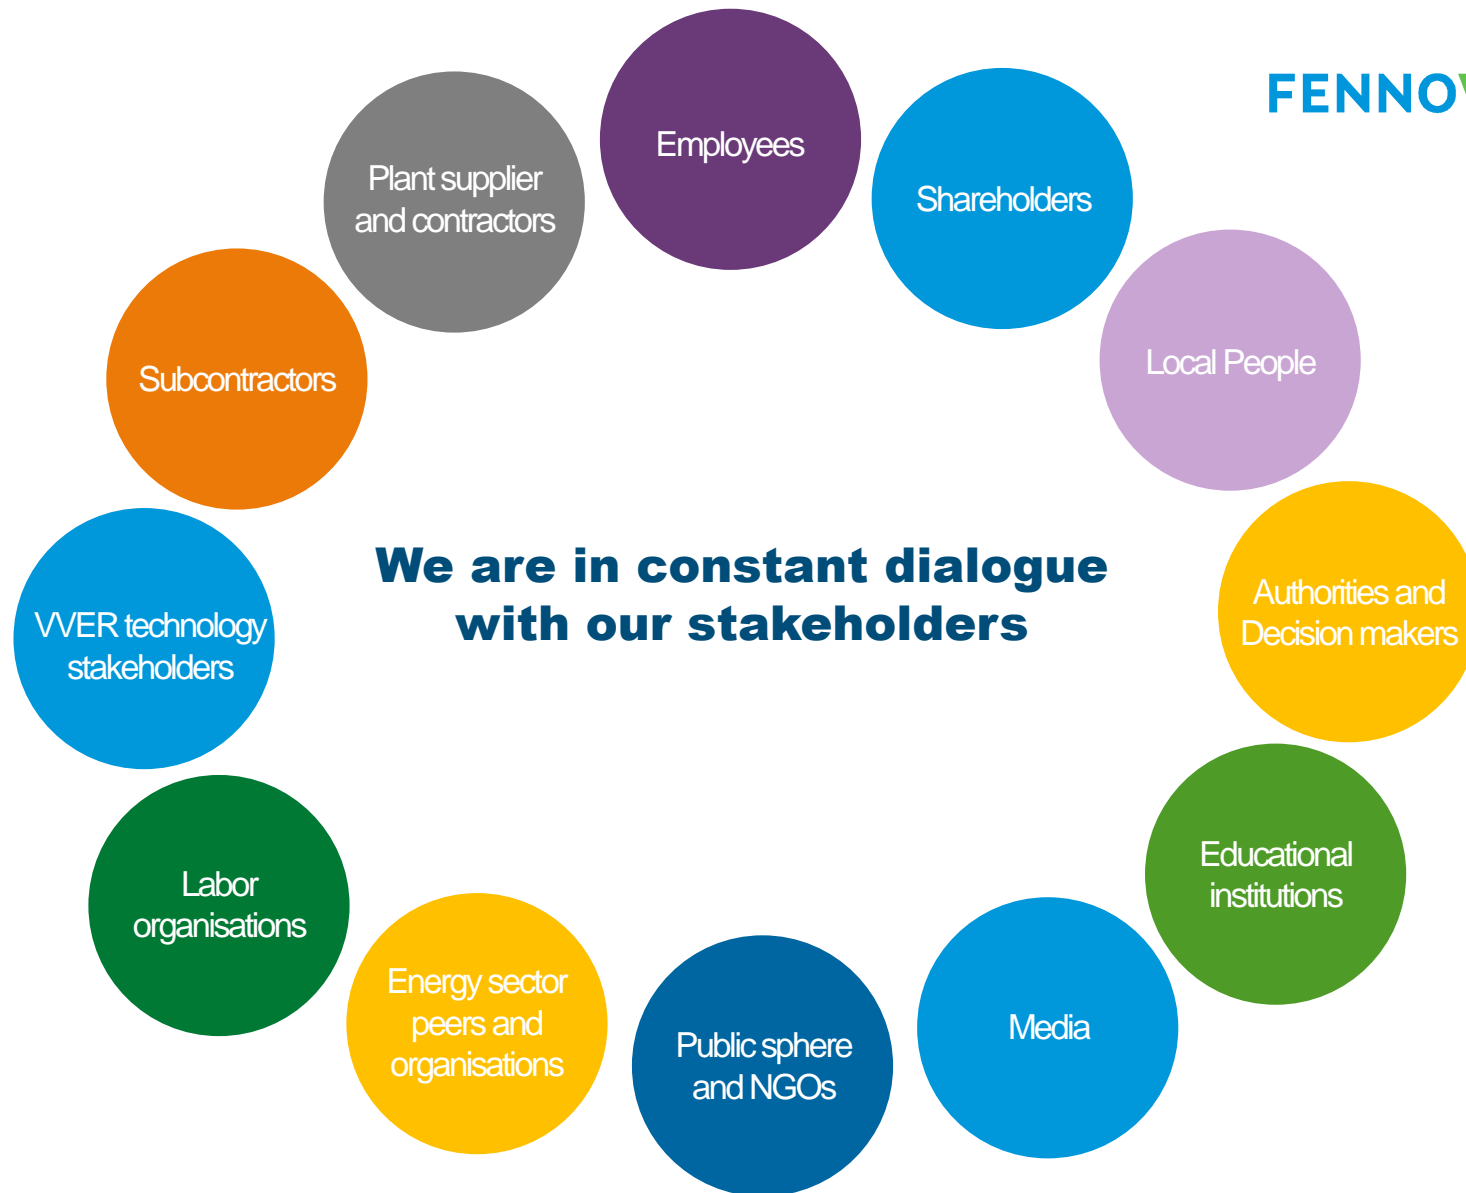 FENNOV
Employees
Shareholders
Plant supplier
and contractors
Local People
Subcontractors
We are in constant dialogue
with our stakeholders
Authorities and
Decision makers
VVER technology
stakeholders
Educational
institutions
Labor
organisations
Energy sector
peers and
organisations
Media
Public sphere
and NGOs